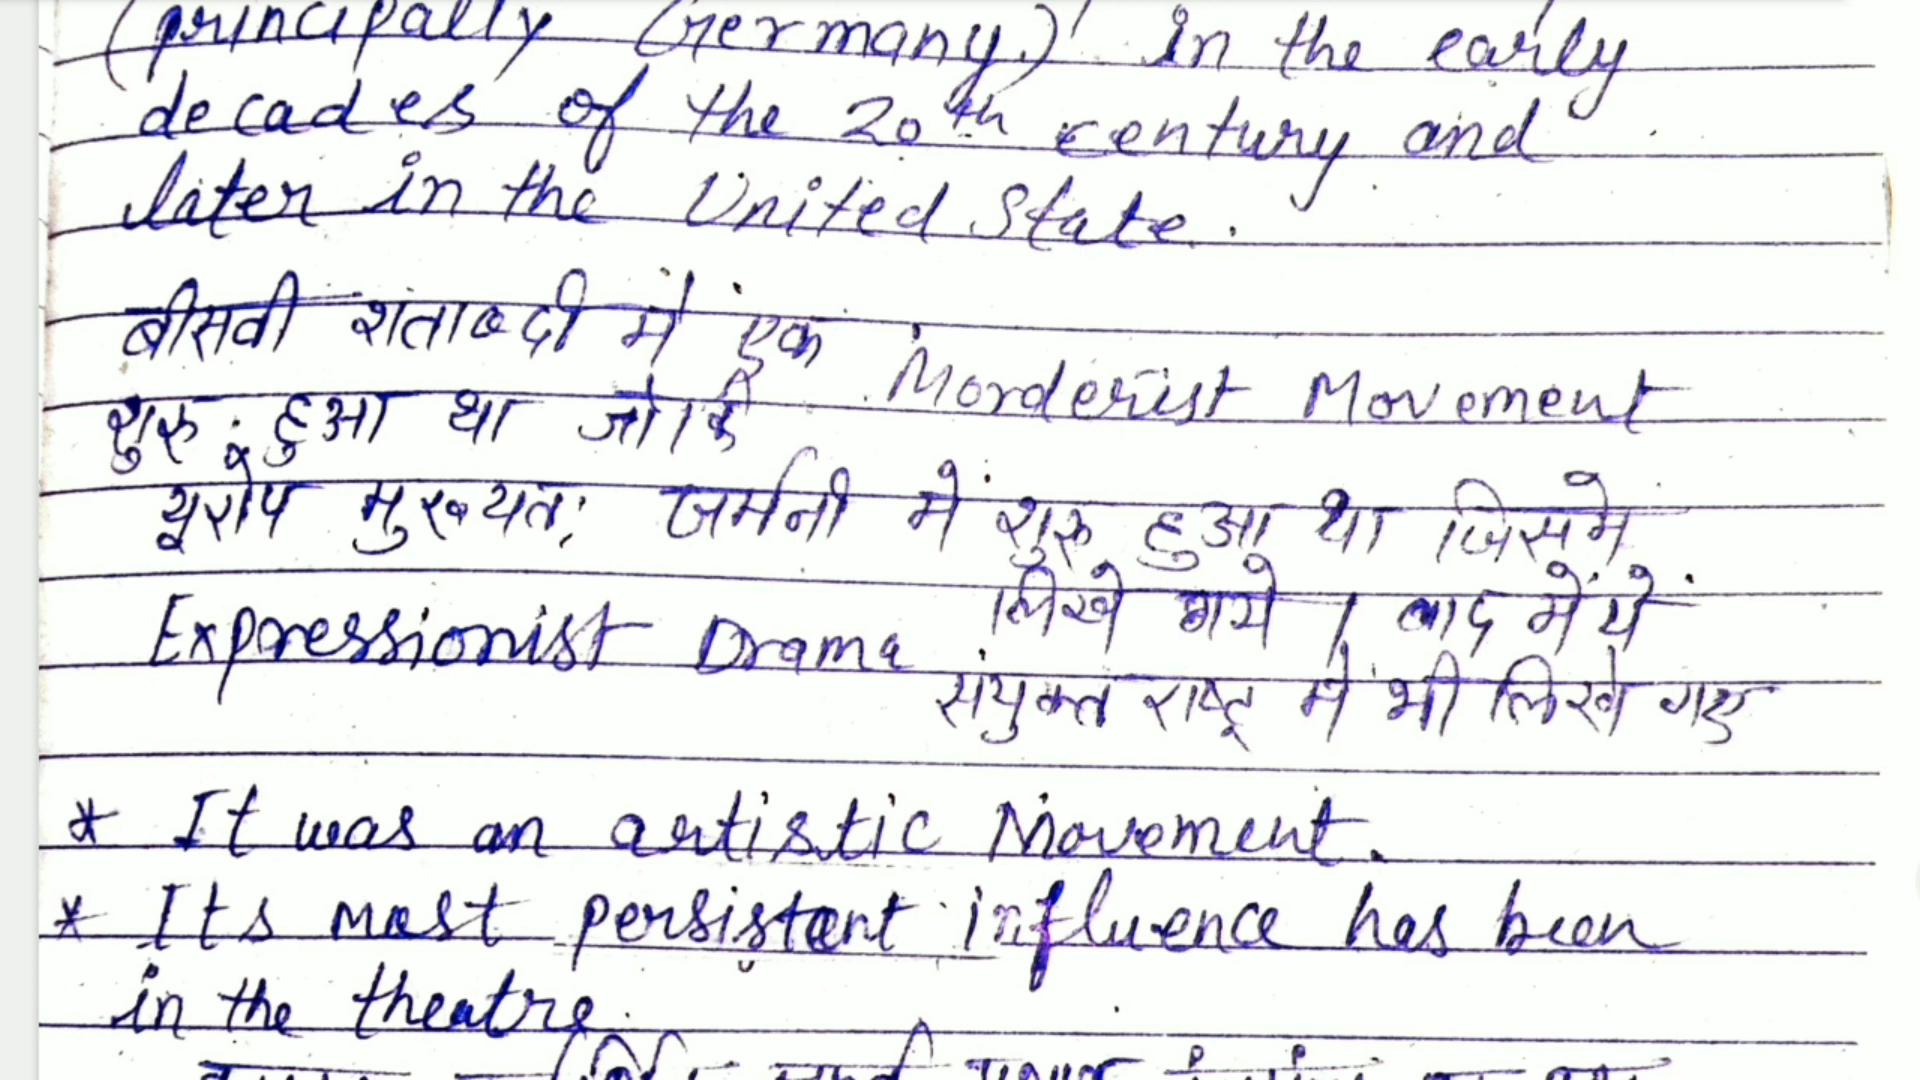 (principally Germany) in the early
decades of the 20th century and
later in the United State.
बीसवी शताब्दी में एक Morderist Movement
शुरू हुआ था जोकि
यूरोप मुख्यतः जर्मनी में शुरू हुआ था जिसमें
Expressionist Drama लिखे गये । बाद में ये
संयुक्त राष्ट्र में भी लिखे गए
* It was an artistic Movement.
* Its most persistent influence has been
in the theatre.